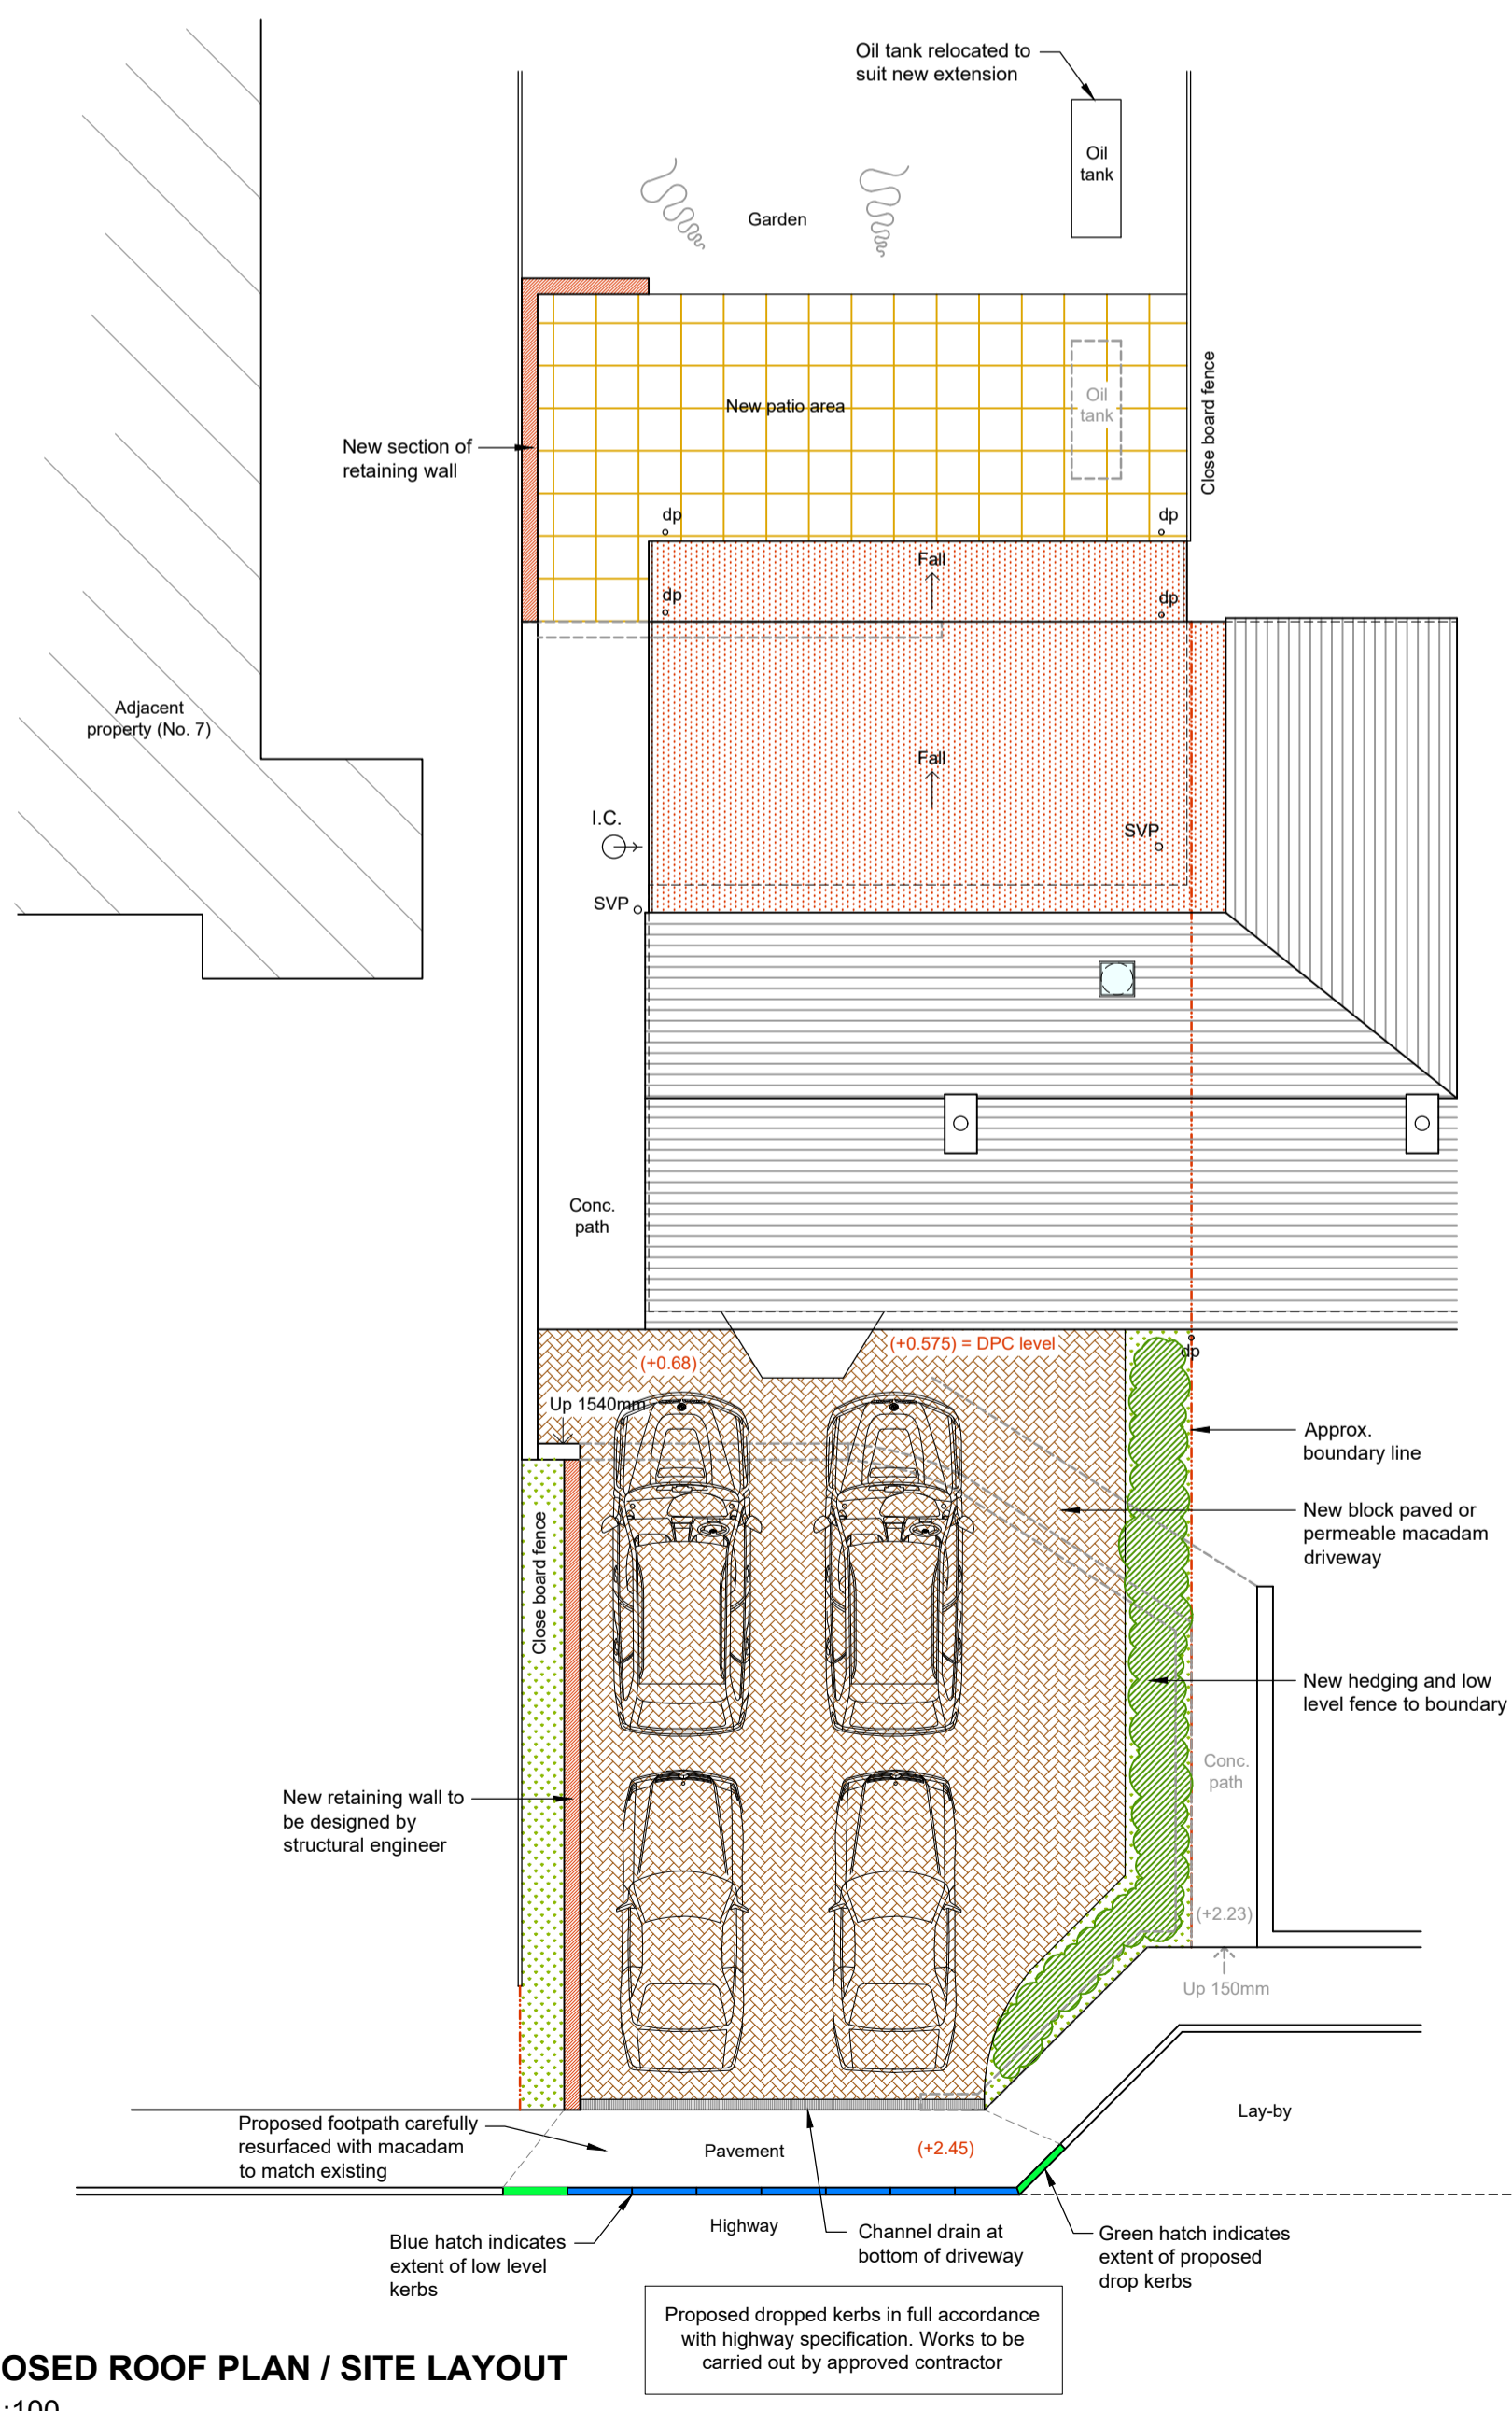 Oil tank relocated to
suit new extension
Oil
tank
Garden
Close board fence
New patio area
Oil
tank
New section of
retaining wall
dp
dp
Fall
dp
dp
Adjacent
property (No. 7)
Fall
I.C.
SVP
SVP
Conc.
path
(+0.575) = DPC level
(+0.68)
dp
Up 1540mm
Approx.
boundary line
New block paved or
permeable macadam
driveway
Close board fence
New hedging and low
level fence to boundary
Conc.
path
New retaining wall to
be designed by
structural engineer
(+2.23)
Up 150mm
Lay-by
Proposed footpath carefully
resurfaced with macadam
to match existing
Pavement
(+2.45)
Highway
Blue hatch indicates
extent of low level
kerbs
Channel drain at
bottom of driveway
Green hatch indicates
extent of proposed
drop kerbs
Proposed dropped kerbs in full accordance
with highway specification. Works to be
carried out by approved contractor
OSED ROOF PLAN / SITE LAYOUT
:100